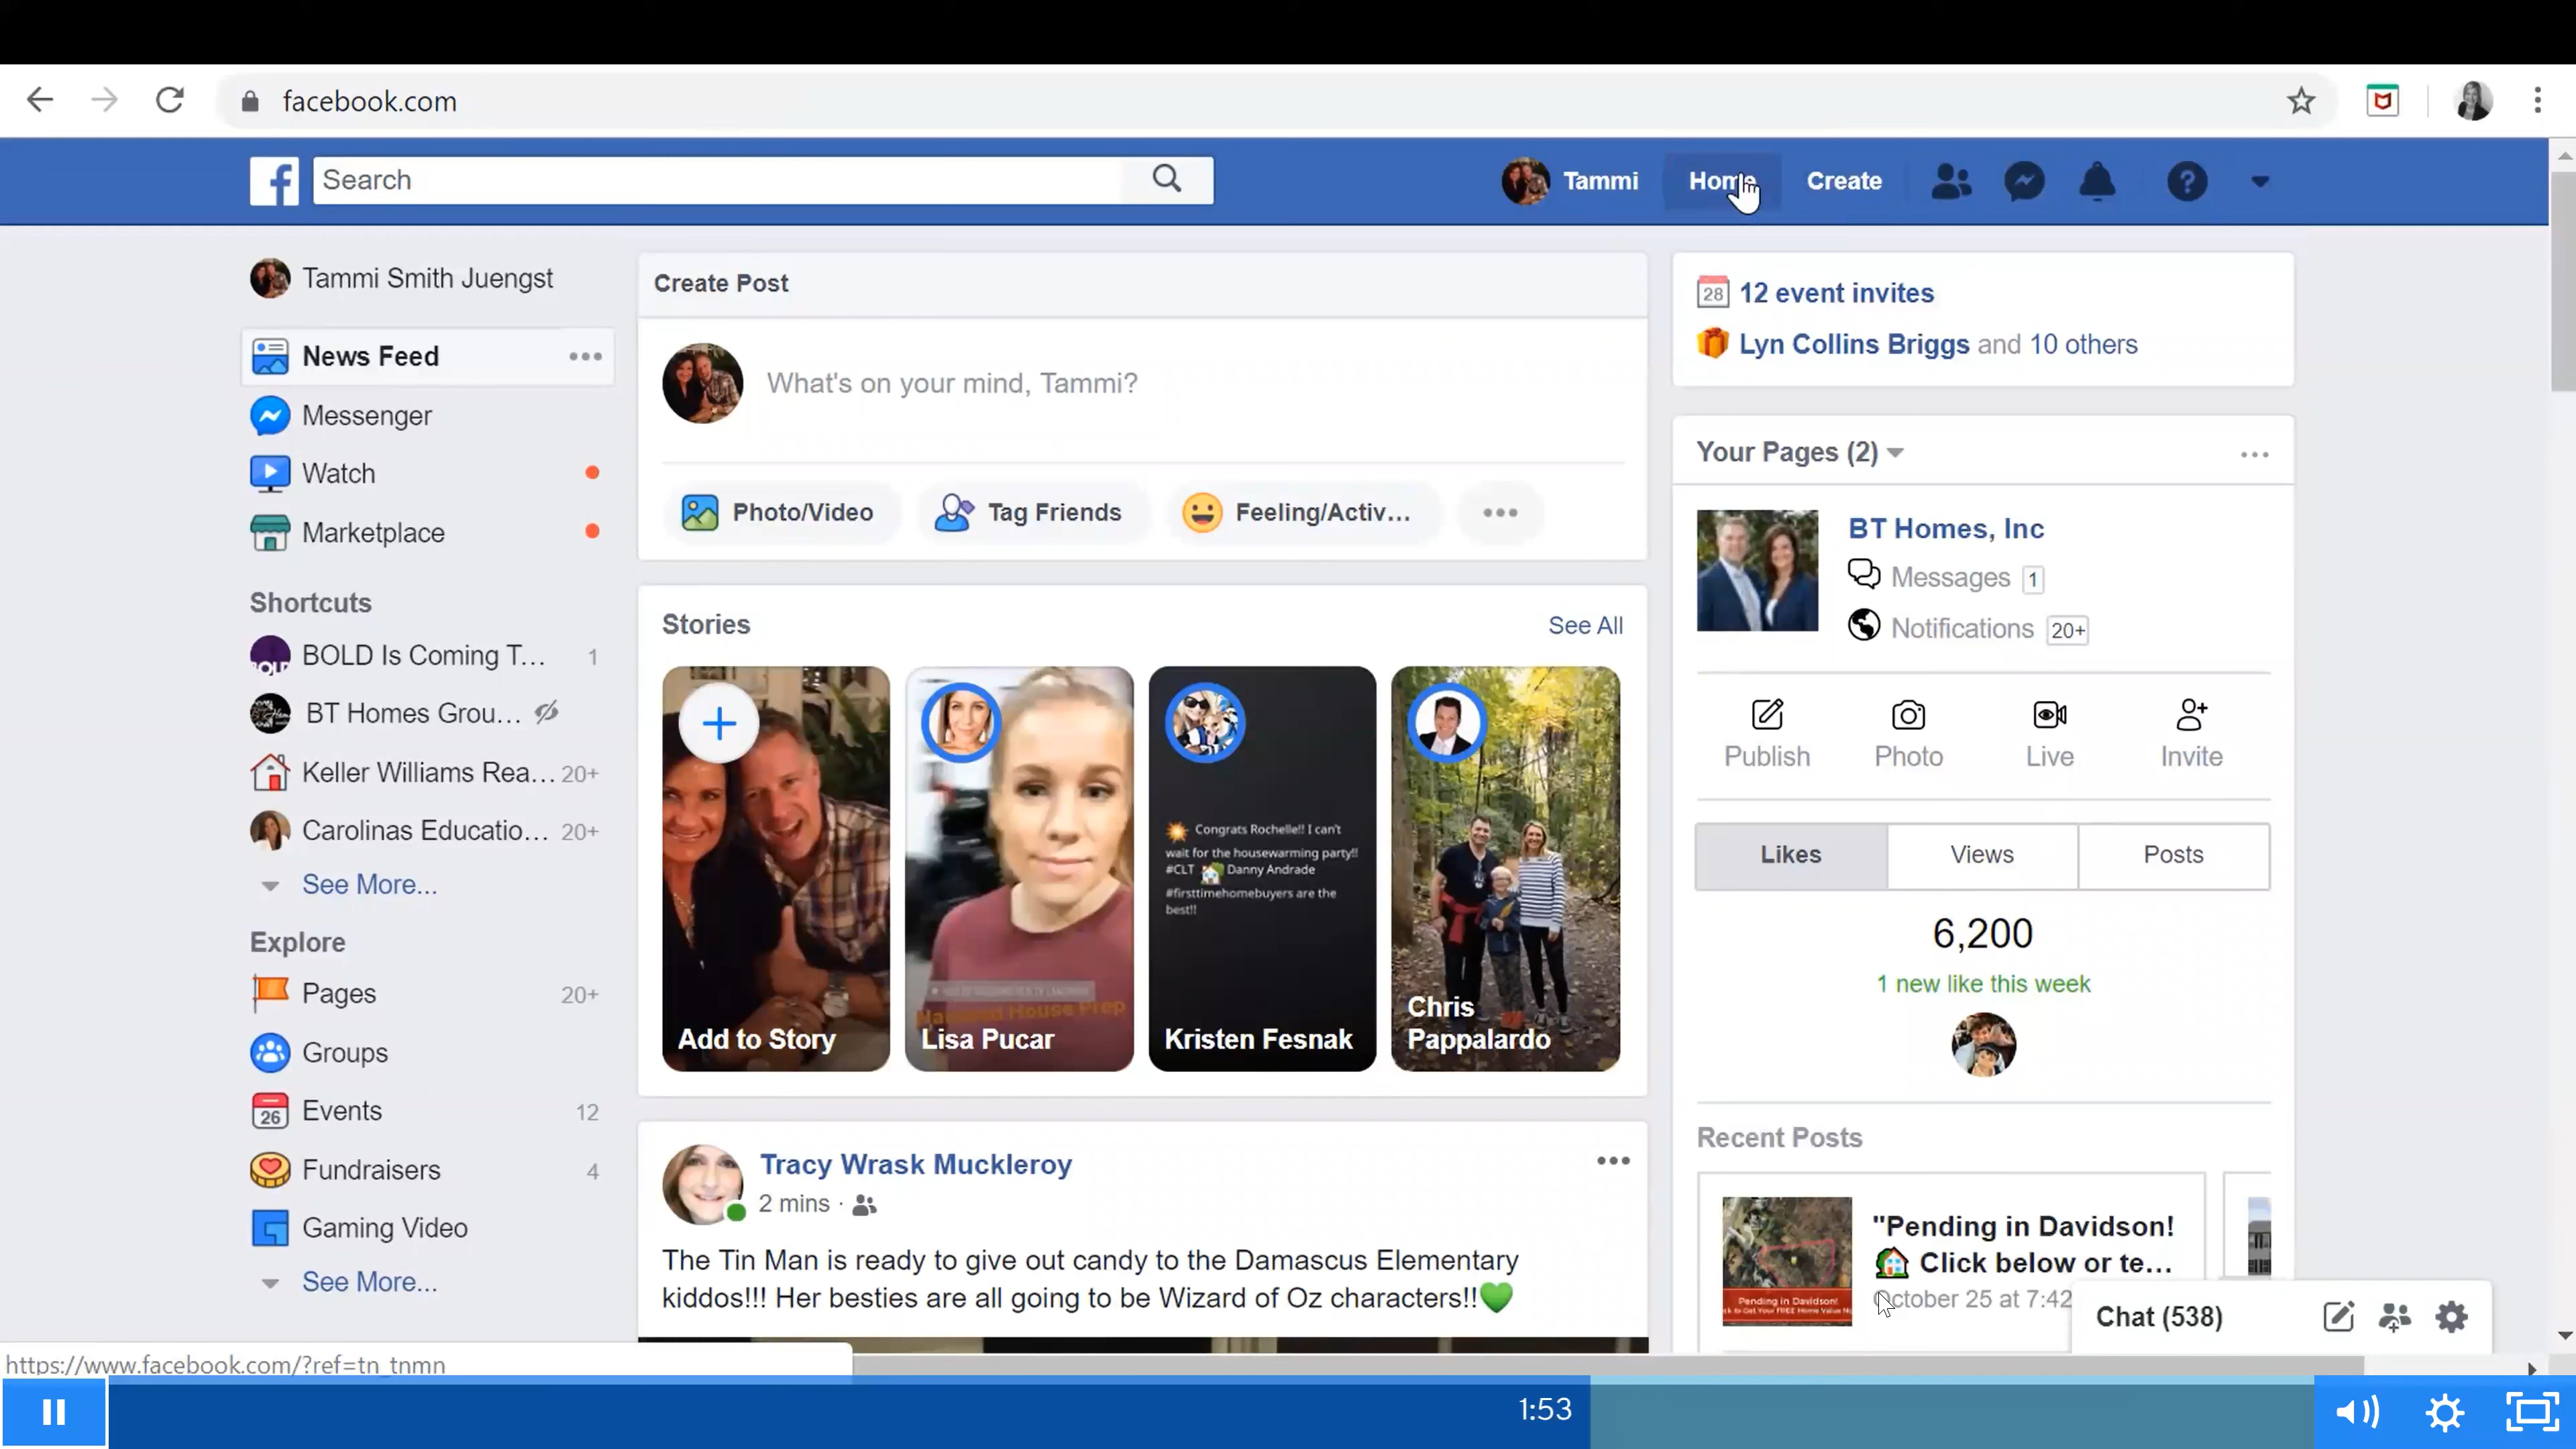 facebook.com
Search
Tammi
Home
Create
Tammi Smith Juengst
News Feed
Messenger
Watch
Marketplace
Shortcuts
BOLD Is Coming T... 1
BT Homes Grou...
Keller Williams Rea... 20+
Carolinas Educatio... 20+
See More...
Explore
Pages 20+
Groups
26
Events 12
Fundraisers 4
Gaming Video
See More...
Create Post
What's on your mind, Tammi?
Photo/Video
Tag Friends
Feeling/Activ...
Stories
See All
Add to Story
House Prep
Lisa Pucar
Congrats Rochelle!! I can't
wait for the housewarming party!!
#CLT Danny Andrade
#firsttimehomebuyers are the
best!!
Kristen Fesnak
Chris
Pappalardo
Tracy Wrask Muckleroy
2 mins ·
The Tin Man is ready to give out candy to the Damascus Elementary
kiddos!!! Her besties are all going to be Wizard of Oz characters!!
28
12 event invites
Lyn Collins Briggs and 10 others
Your Pages (2)
BT Homes, Inc
Messages 1
Notifications 20+
Publish
Photo
Live
Invite
Likes
Views
Posts
6,200
1 new like this week
Recent Posts
Pending in Davidson!
"Pending in Davidson!
Click below or te...
October 25 at 7:42
Chat (538)
https://www.facebook.com/?ref=tn_tnmn
1:53